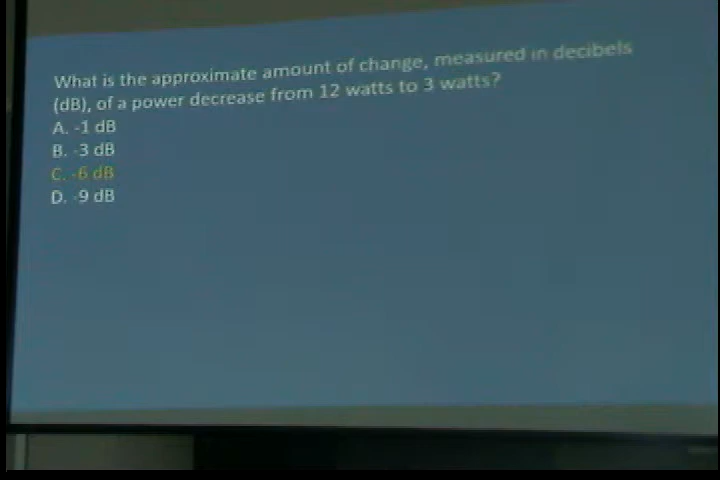 What is the approximate amount of change, measured in decibels
(dB), of a power decrease from 12 watts to 3 watts?
A. -1 dB
B. -3 dB
C. -6 dB
D. -9 dB